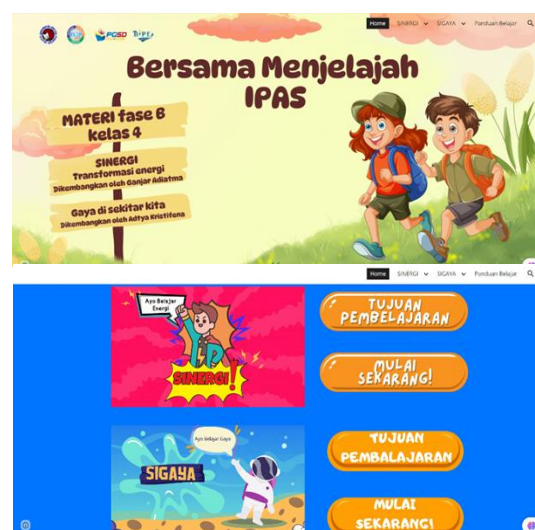 Home SINERGI SIGAYA Panduan Belajar
PGSD
Bersama Menjelajah
IPAS
MATERI fase B
kelas 4
SINERGI
Transformasi energi
Dikembangkan oleh Ganjar Adiatma
Gaya di sekitar kita
Dikembangkan oleh Aditya Kristifena
Home SINERGI SIGAYA Panduan Belajar
Ayo Belajar
Energi
SINERGI!
TUJUAN
PEMBELAJARAN
MULAI
SEKARANG!
Ayo Belajar Gaya
SIGAYA
TUJUAN
PEMBALAJARAN
MULAI
SEKARANG!